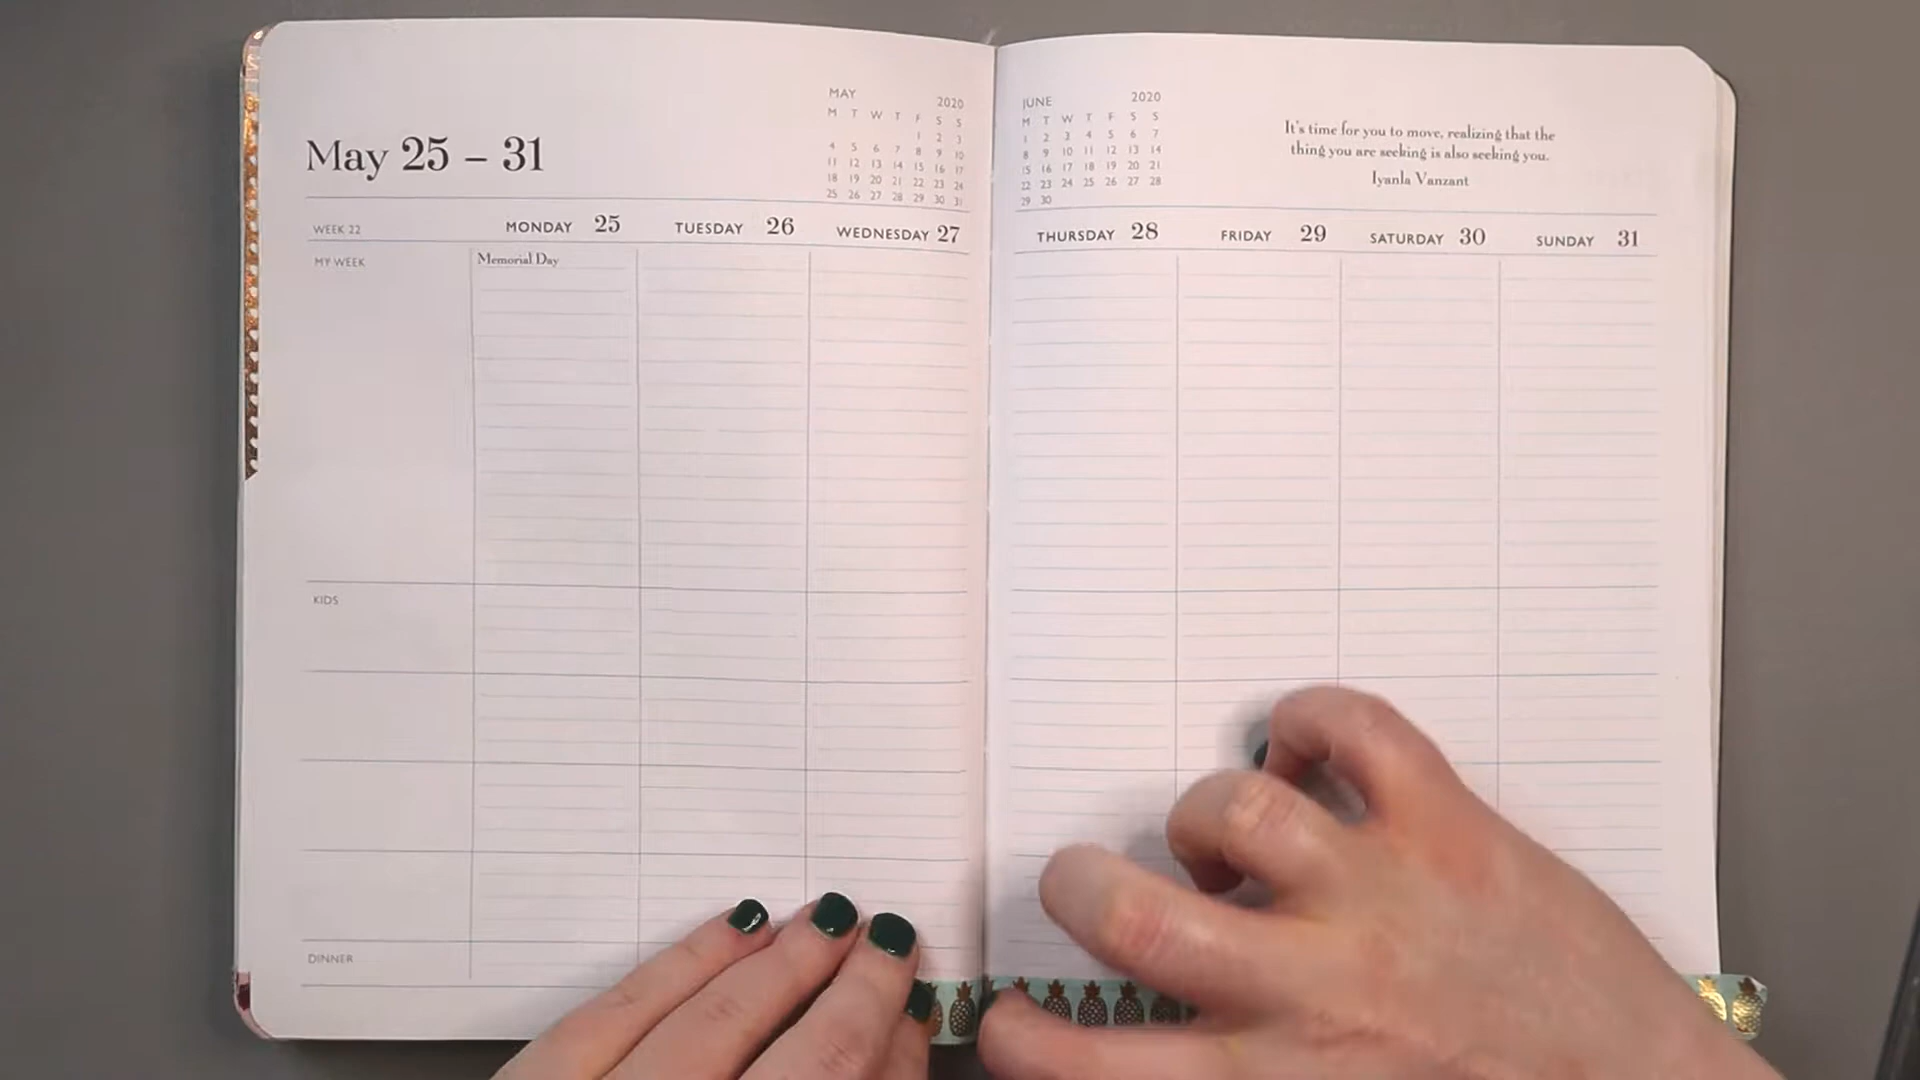 May 25 – 31
MAY 2020
M T W T F S S
1 2 3
4 5 6 7 8 9 10
11 12 13 14 15 16 17
18 19 20 21 22 23 24
25 26 27 28 29 30 31
JUNE 2020
M T W T F S S
1 2 3 4 5 6 7
8 9 10 11 12 13 14
15 16 17 18 19 20 21
22 23 24 25 26 27 28
29 30
It's time for you to move, realizing that the
thing you are seeking is also seeking you.
Iyanla Vanzant
WEEK 22
MONDAY 25
TUESDAY 26
WEDNESDAY 27
THURSDAY 28
FRIDAY 29
SATURDAY 30
SUNDAY 31
MY WEEK
Memorial Day
KIDS
DINNER